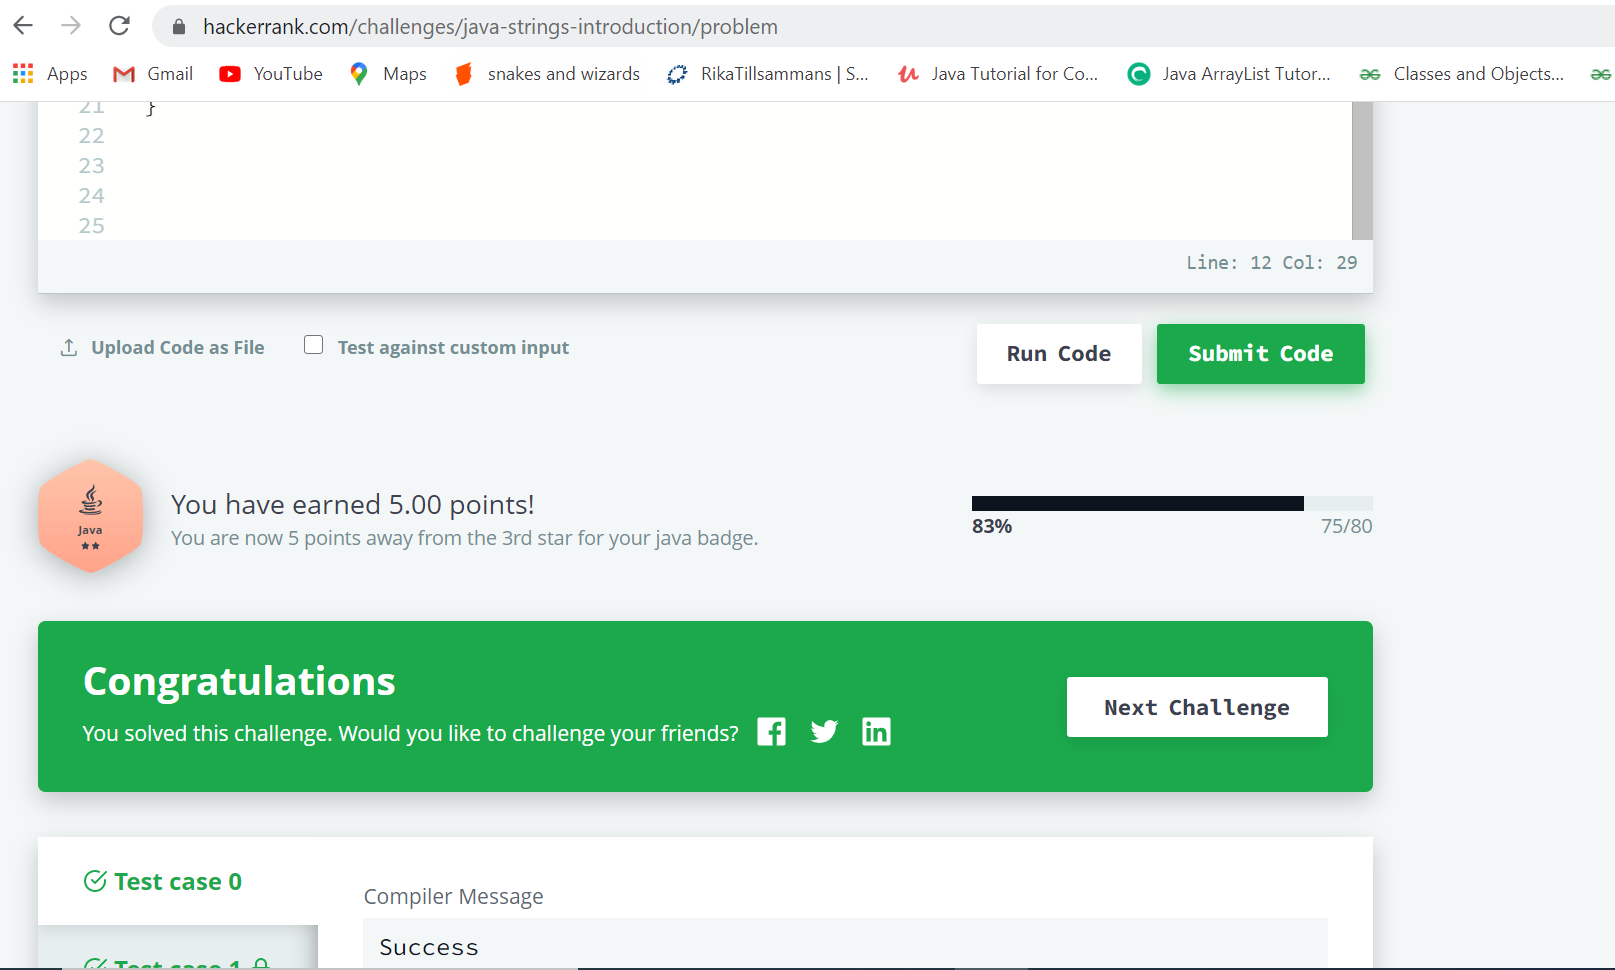 hackerrank.com/challenges/java-strings-introduction/problem
Apps Gmail YouTube Maps snakes and wizards RikaTillsammans | S... Java Tutorial for Co... Java ArrayList Tutor... Classes and Objects...
21 }
22
23
24
25
Line: 12 Col: 29
Upload Code as File Test against custom input Run Code Submit Code
Java
You have earned 5.00 points!
You are now 5 points away from the 3rd star for your java badge.
83% 75/80
Congratulations
You solved this challenge. Would you like to challenge your friends?
Next Challenge
Test case 0
Compiler Message
Success
Test case 1